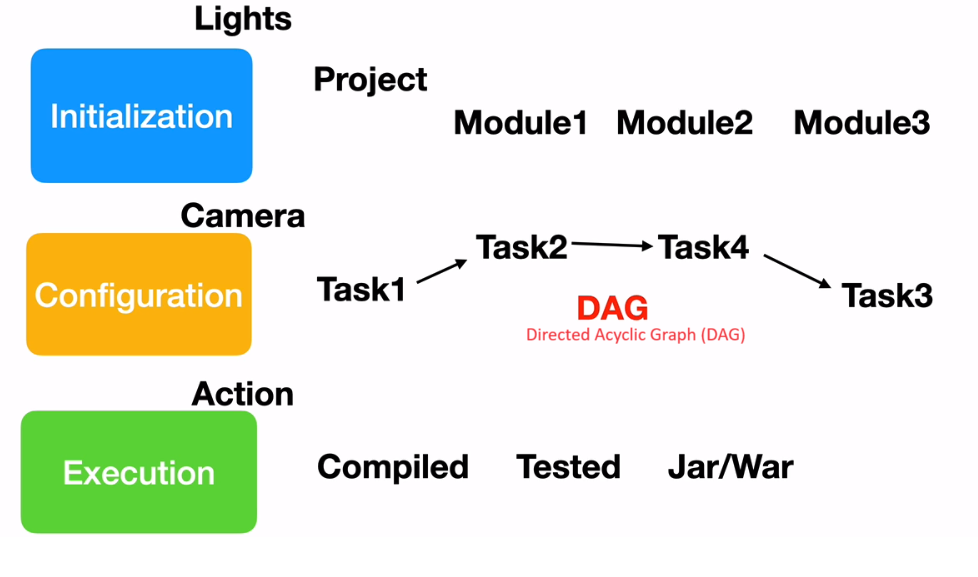 Lights
Initialization
Project
Module1 Module2 Module3
Camera
Configuration
Task1 Task2 Task4 Task3
DAG
Directed Acyclic Graph (DAG)
Action
Execution
Compiled Tested Jar/War